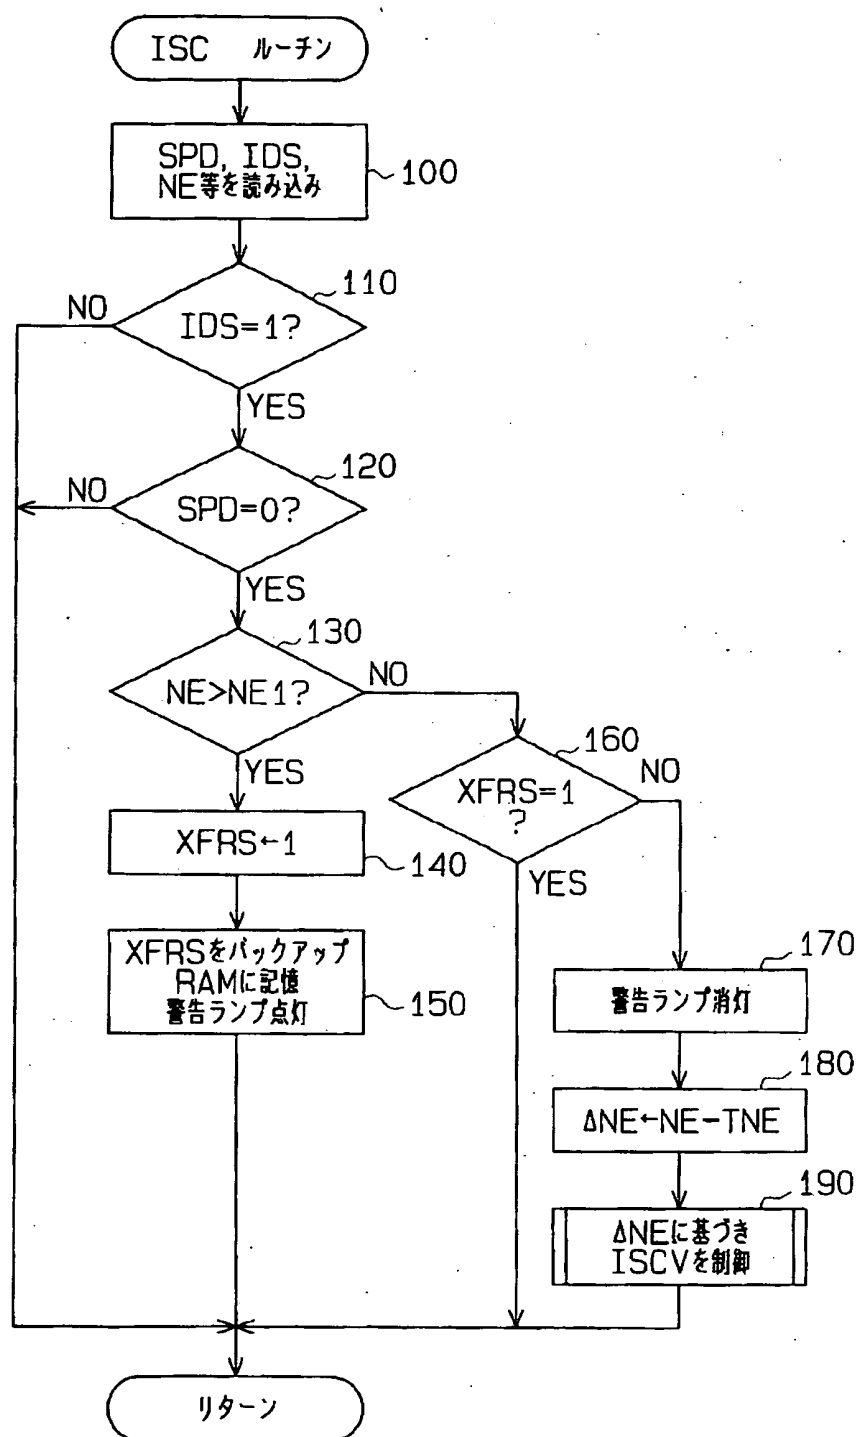 ISC ルーチン
SPD, IDS,
NE等を読み込み
100
110
IDS=1?
NO
YES
120
SPD=0?
NO
YES
130
NE>NE1?
NO
YES
160
XFRS=1
?
NO
YES
XFRS←1
140
XFRSをバックアップ
RAMに記憶
警告ランプ点灯
150
170
警告ランプ消灯
180
ΔNE←NE−TNE
190
ΔNEに基づき
ISCVを制御
リターン